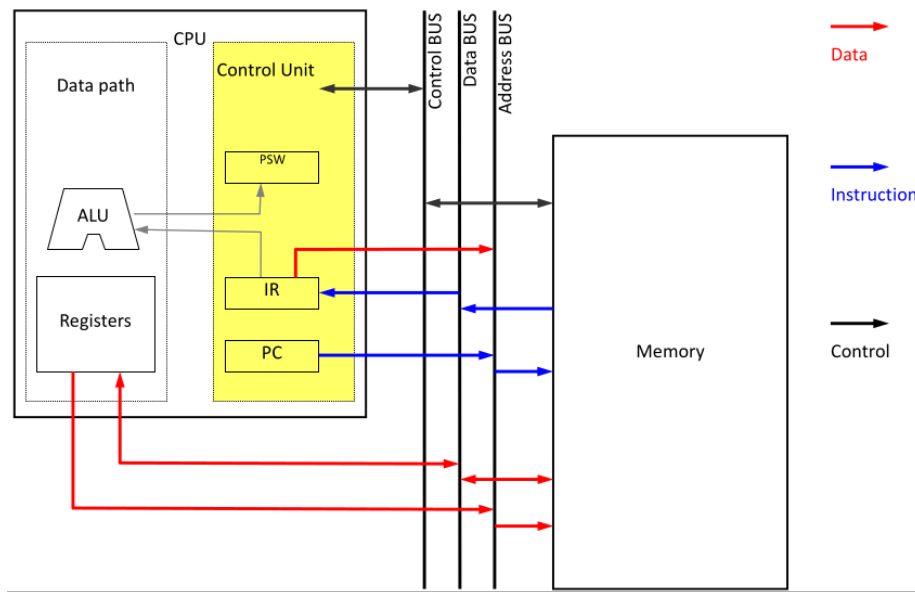 CPU
Data path
Control Unit
PSW
ALU
IR
Registers
PC
Control BUS
Data BUS
Address BUS
Memory
Data
Instruction
Control